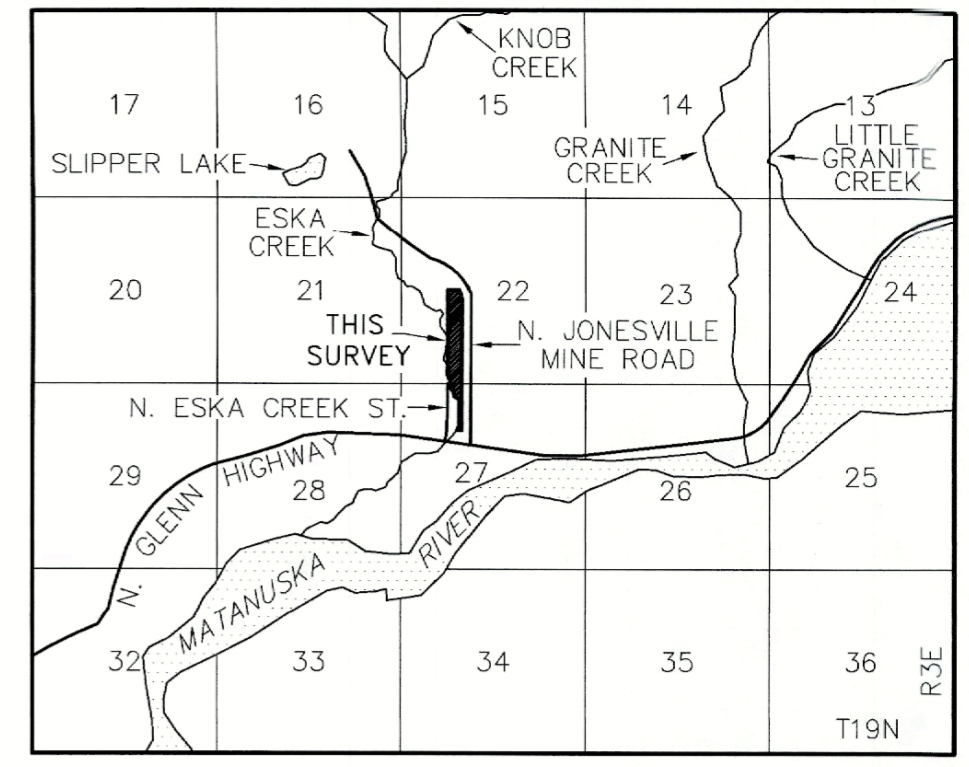 KNOB
CREEK
17
16
15
14
13
SLIPPER LAKE
GRANITE
CREEK
LITTLE
GRANITE
CREEK
ESKA
CREEK
20
21
22
23
24
THIS
SURVEY
N. JONESVILLE
MINE ROAD
N. ESKA CREEK ST.
29
28
27
26
25
N. GLENN HIGHWAY
MATANUSKA RIVER
32
33
34
35
36
R3E
T19N